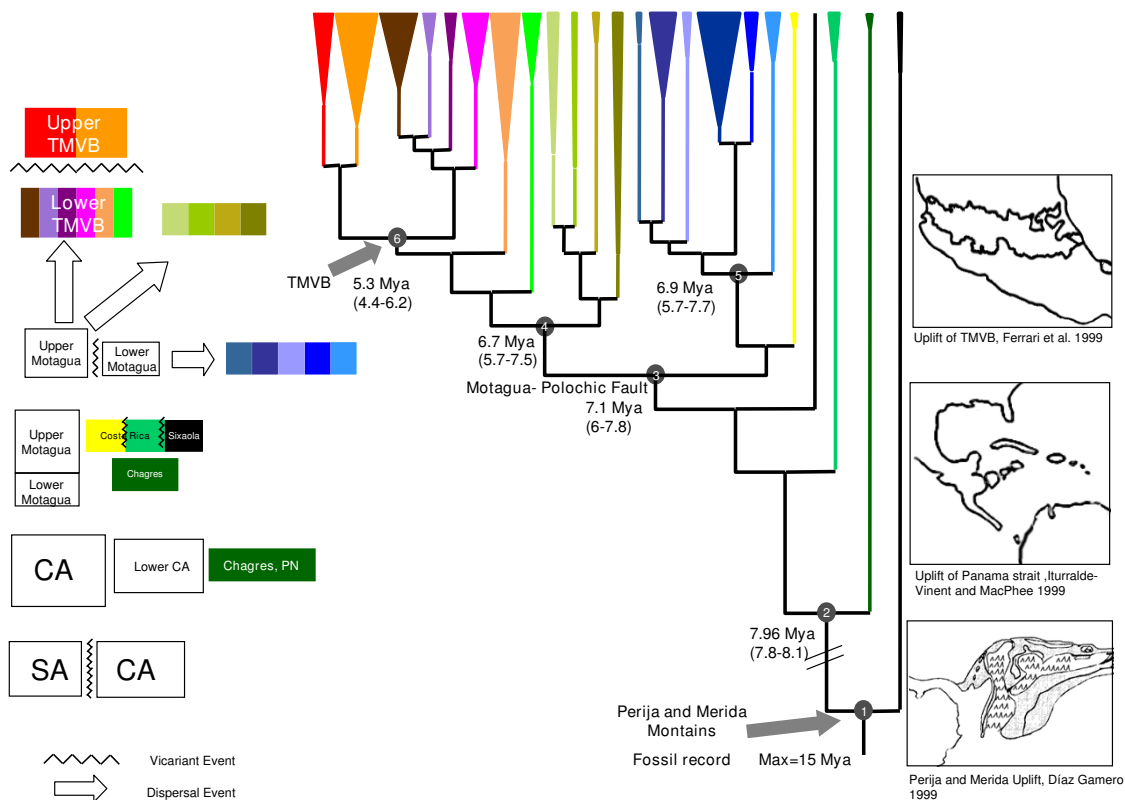 Upper
TMVB
Lower
TMVB
Upper
Motagua
Lower
Motagua
Upper
Motagua
Lower
Motagua
Costa Rica
Sixaola
Chagres
CA
Lower CA
Chagres, PN
SA
CA
Vicariant Event
Dispersal Event
6
TMVB
5.3 Mya
(4.4-6.2)
5
6.9 Mya
(5.7-7.7)
4
6.7 Mya
(5.7-7.5)
3
Motagua- Polochic Fault
7.1 Mya
(6-7.8)
2
7.96 Mya
(7.8-8.1)
1
Perija and Merida
Montains
Fossil record
Max=15 Mya
Uplift of TMVB, Ferrari et al. 1999
Uplift of Panama strait ,Iturralde-
Vinent and MacPhee 1999
Perija and Merida Uplift, Díaz Gamero
1999